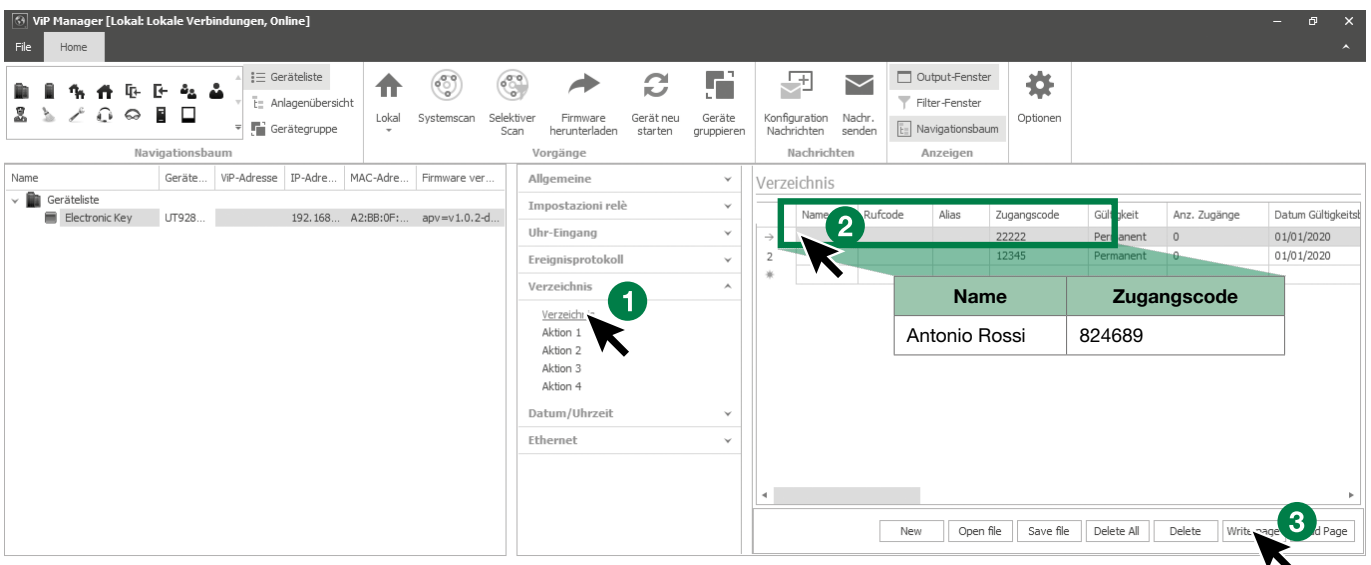 ViP Manager [Lokal: Lokale Verbindungen, Online]
File Home
Geräteliste
Anlagenübersicht
Gerätegruppe
Navigationsbaum
Lokal
Systemscan
Selektiver Scan
Firmware herunterladen
Gerät neu starten
Geräte gruppieren
Vorgänge
Konfiguration Nachrichten
Nachr. senden
Nachrichten
Output-Fenster
Filter-Fenster
Navigationsbaum
Anzeigen
Optionen
Name Geräte... ViP-Adresse IP-Adre... MAC-Adre... Firmware ver...
Geräteliste
Electronic Key UT928... 192.168... A2:BB:0F:... apv=v1.0.2-d...
Allgemeine
Impostazioni relè
Uhr-Eingang
Ereignisprotokoll
Verzeichnis
1
Aktion 1
Aktion 2
Aktion 3
Aktion 4
Datum/Uhrzeit
Ethernet
Verzeichnis
Name 2 Rufcode Alias Zugangscode Gültigkeit Anz. Zugänge Datum Gültigkeitsb
22222 Permanent 0 01/01/2020
2 12345 Permanent 0 01/01/2020
Name Zugangscode
Antonio Rossi 824689
New Open file Save file Delete All Delete Write page 3 Page